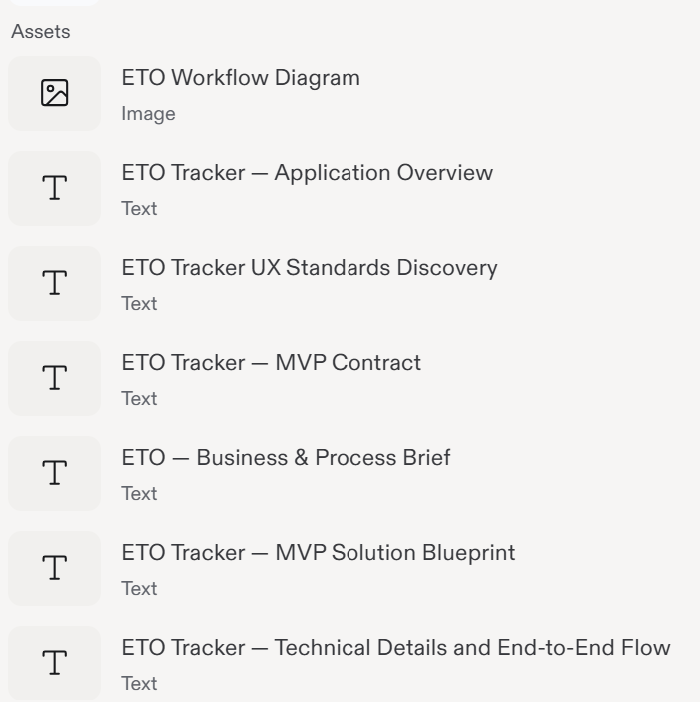 Assets
ETO Workflow Diagram
Image
ETO Tracker — Application Overview
Text
ETO Tracker UX Standards Discovery
Text
ETO Tracker — MVP Contract
Text
ETO — Business & Process Brief
Text
ETO Tracker — MVP Solution Blueprint
Text
ETO Tracker — Technical Details and End-to-End Flow
Text